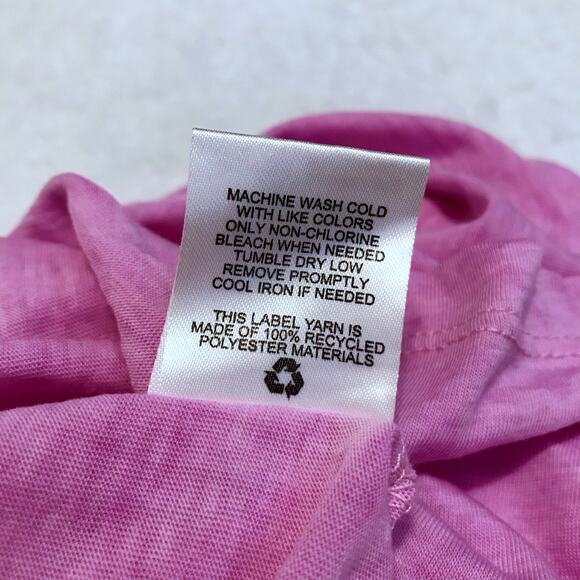 MACHINE WASH COLD
WITH LIKE COLORS
ONLY NON-CHLORINE
BLEACH WHEN NEEDED
TUMBLE DRY LOW
REMOVE PROMPTLY
COOL IRON IF NEEDED
THIS LABEL YARN IS
MADE OF 100% RECYCLED
POLYESTER MATERIALS